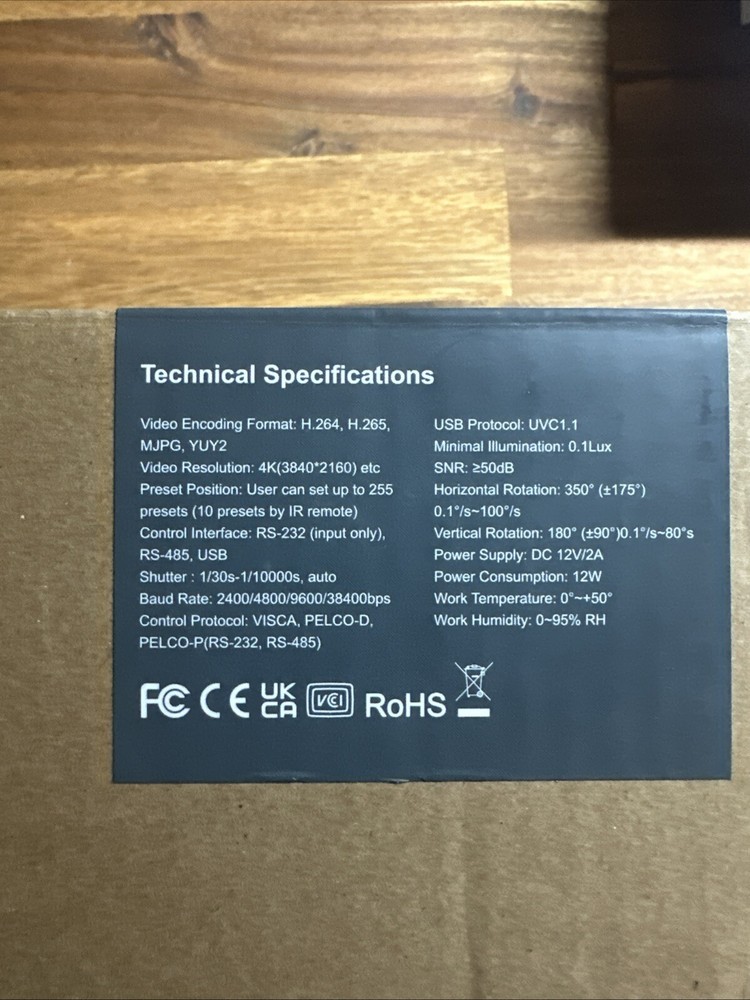 Technical Specifications
Video Encoding Format: H.264, H.265,
MJPG, YUY2
Video Resolution: 4K(3840*2160) etc
Preset Position: User can set up to 255
presets (10 presets by IR remote)
Control Interface: RS-232 (input only),
RS-485, USB
Shutter : 1/30s-1/10000s, auto
Baud Rate: 2400/4800/9600/38400bps
Control Protocol: VISCA, PELCO-D,
PELCO-P(RS-232, RS-485)
USB Protocol: UVC1.1
Minimal Illumination: 0.1Lux
SNR: ≥50dB
Horizontal Rotation: 350° (±175°)
0.1°/s~100°/s
Vertical Rotation: 180° (±90°)0.1°/s~80°s
Power Supply: DC 12V/2A
Power Consumption: 12W
Work Temperature: 0°~+50°
Work Humidity: 0~95% RH
FC CE UK CA VCI RoHS